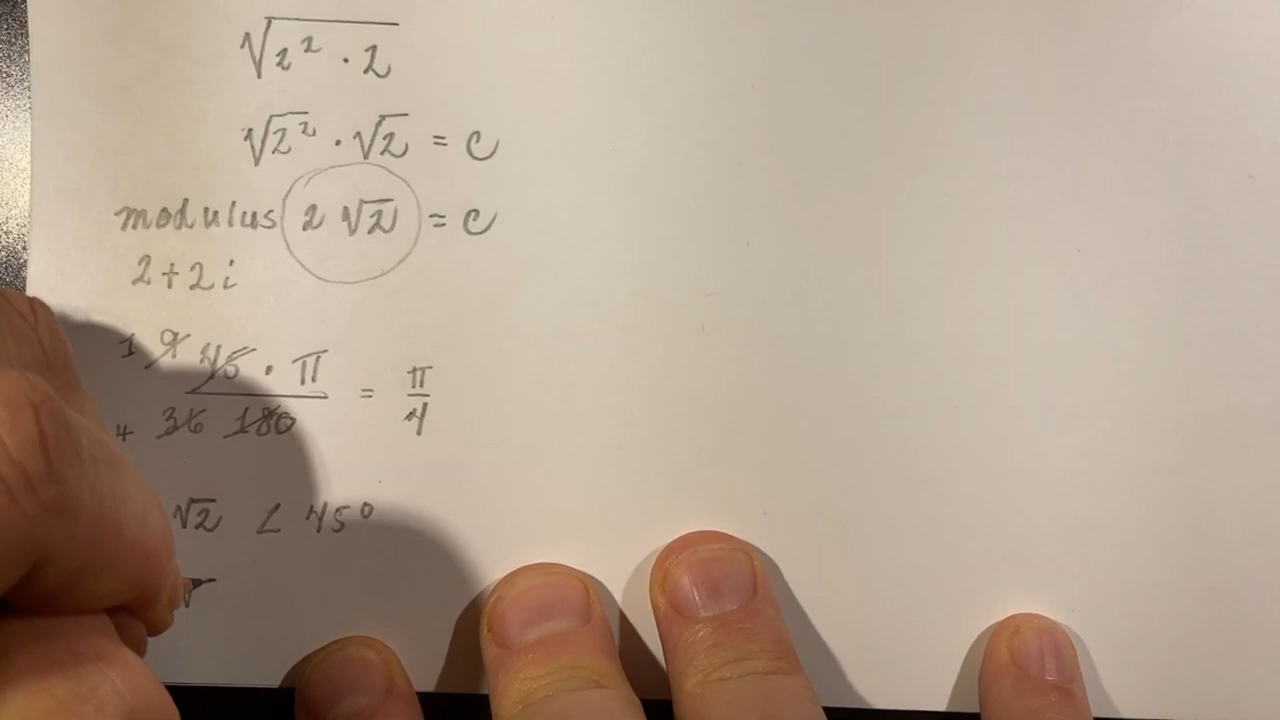 √2² · 2
√2² · √2 = c
modulus 2 √2 = c
2+2i
1 9 45 · π
= π/4
4 36 180
√2 ∠ 45°